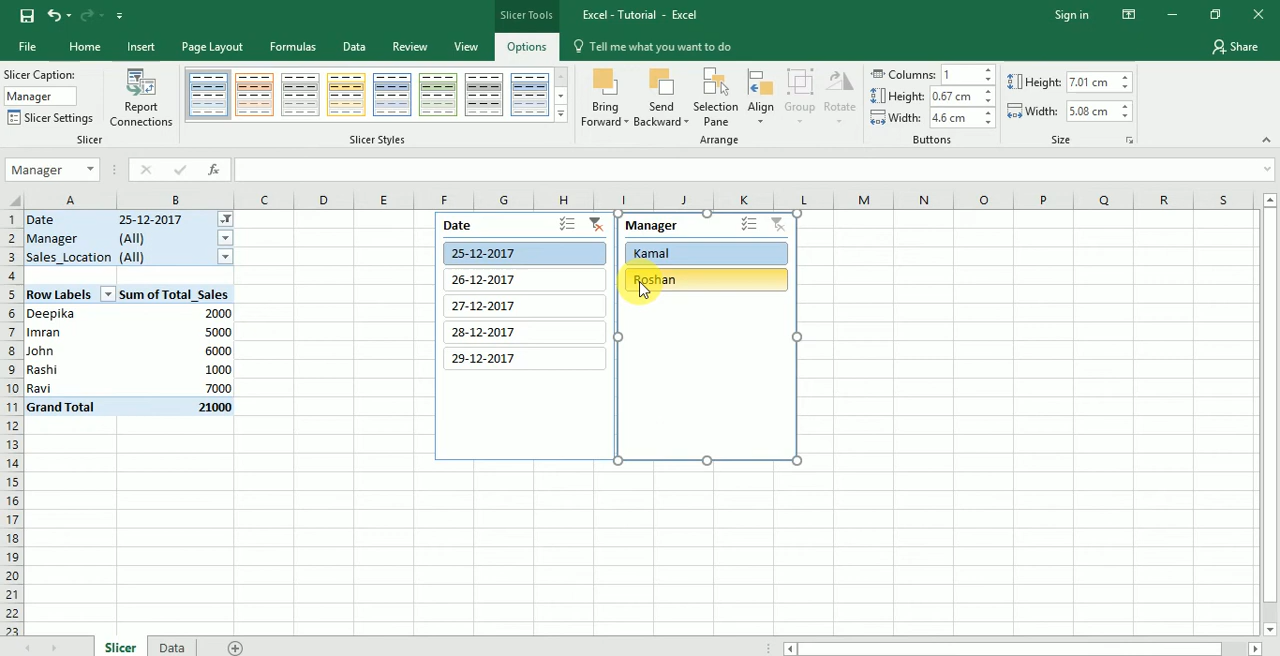 Slicer Tools
Excel - Tutorial - Excel
Sign in
File Home Insert Page Layout Formulas Data Review View Options Tell me what you want to do Share
Slicer Caption:
Manager
Slicer Settings
Report Connections
Slicer
Slicer Styles
Bring Forward
Send Backward
Selection Pane
Align
Group
Rotate
Arrange
Columns: 1
Height: 0.67 cm
Width: 4.6 cm
Buttons
Height: 7.01 cm
Width: 5.08 cm
Size
Manager fx
A B C D E F G H I J K L M N O P Q R S
1 Date 25-12-2017
2 Manager (All)
3 Sales_Location (All)
4
5 Row Labels Sum of Total_Sales
6 Deepika 2000
7 Imran 5000
8 John 6000
9 Rashi 1000
10 Ravi 7000
11 Grand Total 21000
12
13
14
15
16
17
18
19
20
21
22
23
Date
25-12-2017
26-12-2017
27-12-2017
28-12-2017
29-12-2017
Manager
Kamal
Roshan
Slicer Data